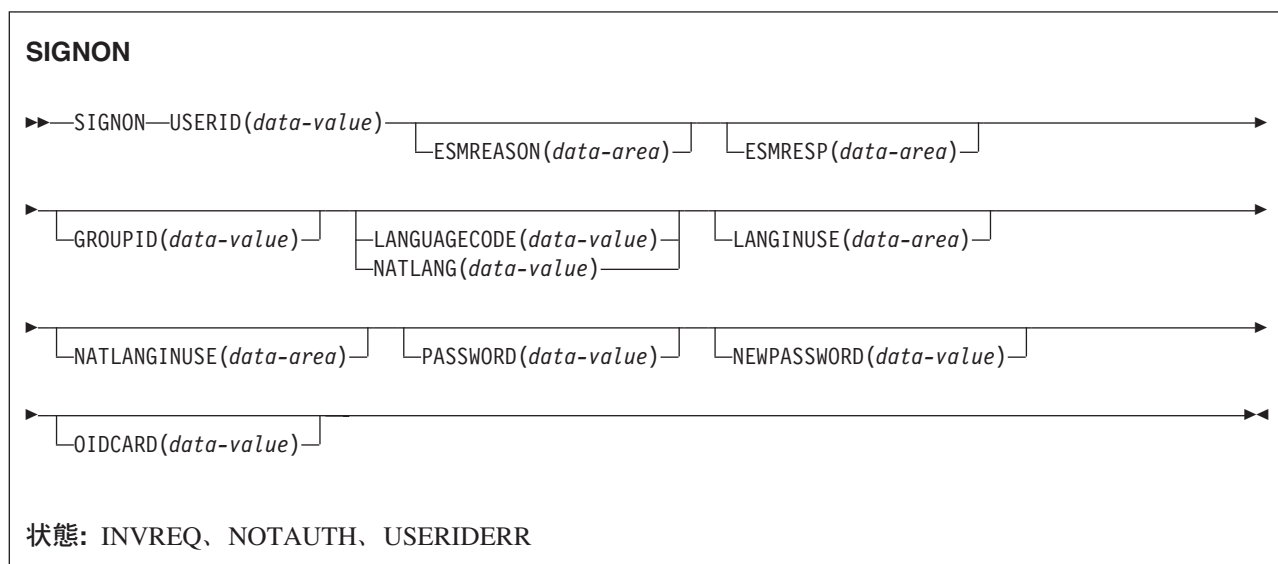 SIGNON
SIGNON USERID(data-value)
ESMREASON(data-area) ESMRESP(data-area)
GROUPID(data-value) LANGUAGECODE(data-value) LANGINUSE(data-area)
NATLANG(data-value)
NATLANGINUSE(data-area) PASSWORD(data-value) NEWPASSWORD(data-value)
OIDCARD(data-value)
状態: INVREQ、NOTAUTH、USERIDERR